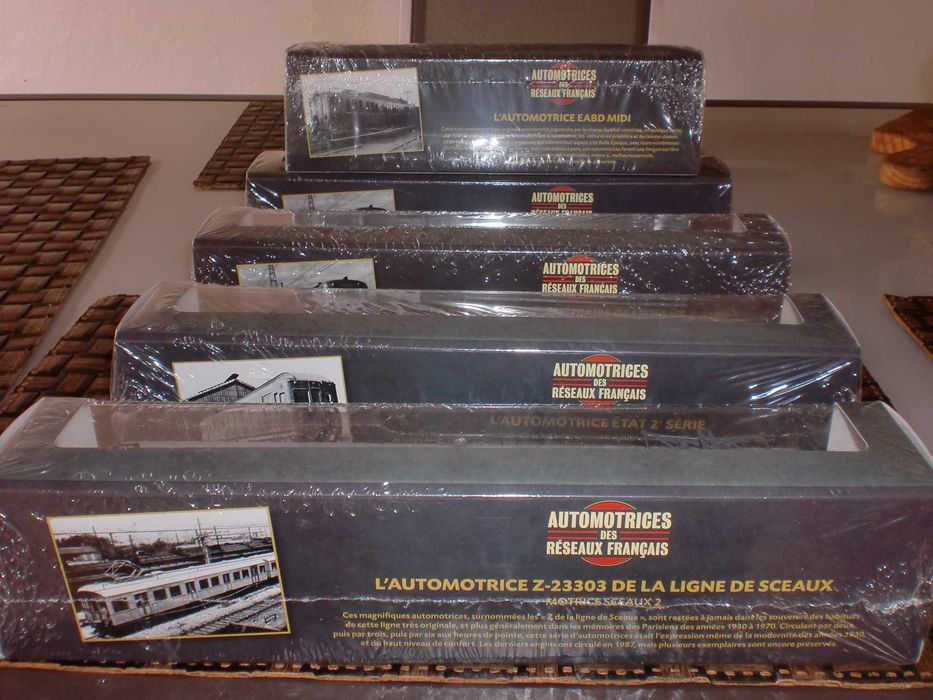 AUTOMOTRICES
DES
RÉSEAUX FRANÇAIS
L'AUTOMOTRICE EABD MIDI
AUTOMOTRICES
DES
RÉSEAUX FRANÇAIS
AUTOMOTRICES
DES
RÉSEAUX FRANÇAIS
AUTOMOTRICES
DES
RÉSEAUX FRANÇAIS
L'AUTOMOTRICE ÉTAT 2e SÉRIE
AUTOMOTRICES
DES
RÉSEAUX FRANÇAIS
L'AUTOMOTRICE Z-23303 DE LA LIGNE DE SCEAUX
MOTRICE SCEAUX 2
Ces magnifiques automotrices, surnommées les « Z de la ligne de Sceaux », sont restées à jamais dans les souvenirs des habitués
de cette ligne très originale, et plus généralement dans les mémoires des Parisiens des années 1930 à 1970. Circulant par deux,
puis par trois, puis par six aux heures de pointe, cette série d'automotrices était l'expression même de la modernité des années 1930,
et du haut niveau de confort. Les derniers engins ont circulé en 1987, mais plusieurs exemplaires sont encore préservés.